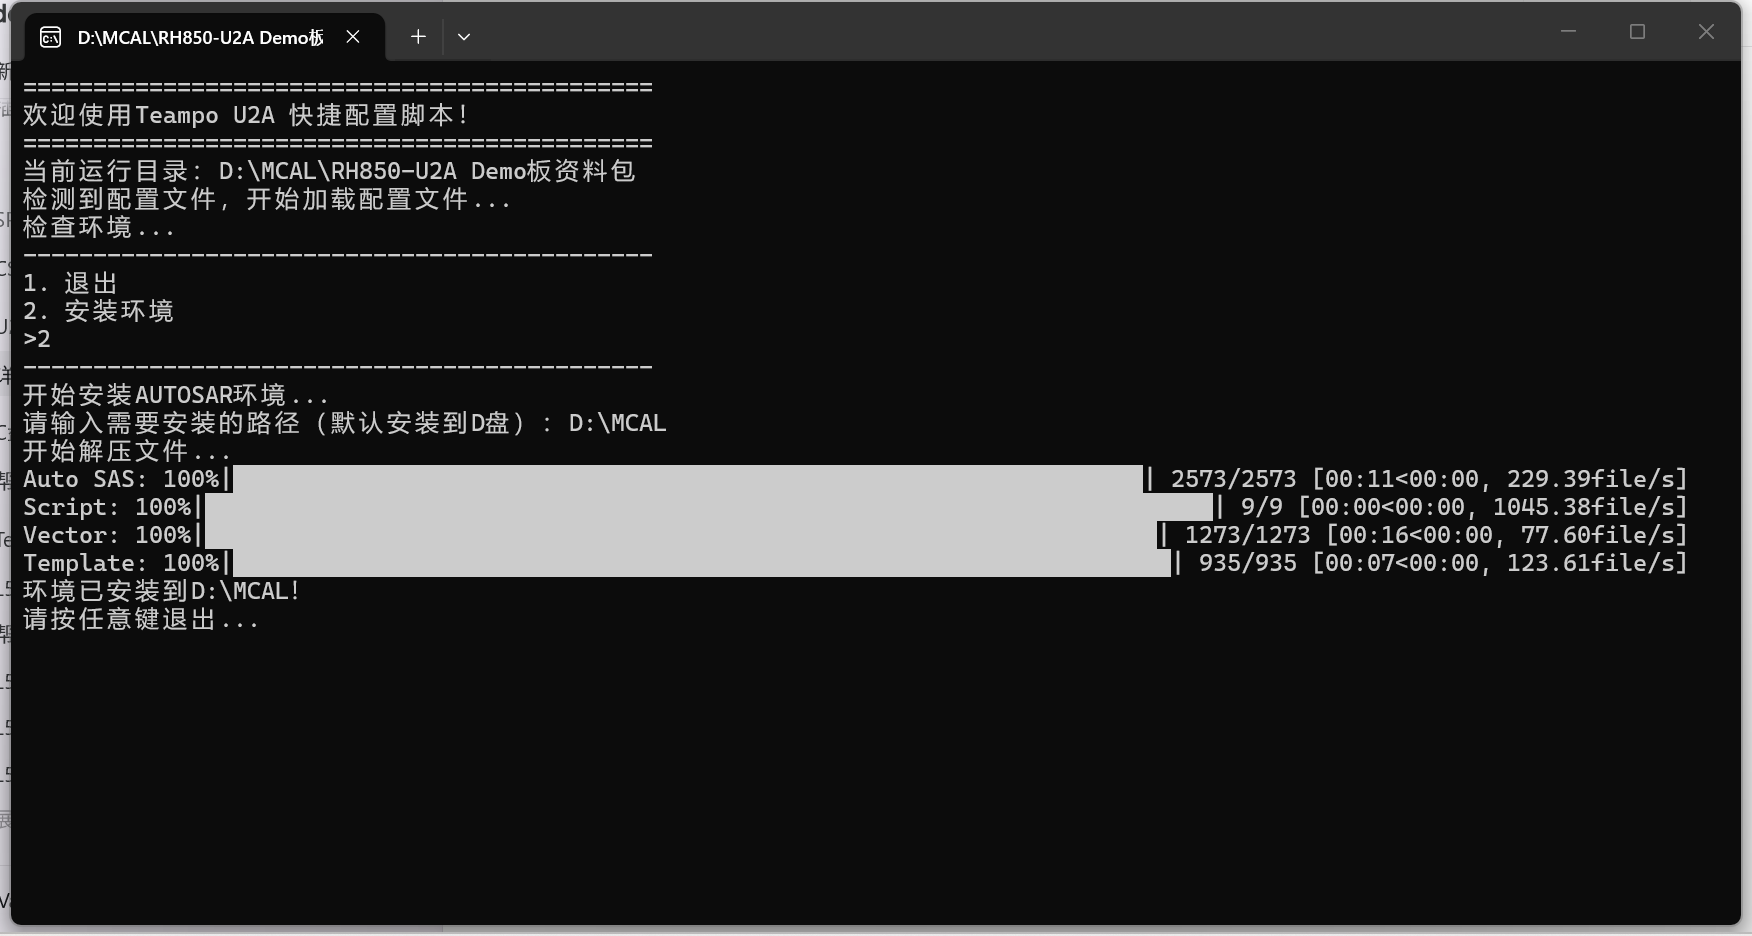 D:\MCAL\RH850-U2A Demo板
=============================================
欢迎使用Teampo U2A 快捷配置脚本!
=============================================
当前运行目录: D:\MCAL\RH850-U2A Demo板资料包
检测到配置文件, 开始加载配置文件...
检查环境...
---------------------------------------------
1. 退出
2. 安装环境
>2
---------------------------------------------
开始安装AUTOSAR环境...
请输入需要安装的路径（默认安装到D盘）: D:\MCAL
开始解压文件...
Auto SAS: 100%| | 2573/2573 [00:11<00:00, 229.39file/s]
Script: 100%| | 9/9 [00:00<00:00, 1045.38file/s]
Vector: 100%| | 1273/1273 [00:16<00:00, 77.60file/s]
Template: 100%| | 935/935 [00:07<00:00, 123.61file/s]
环境已安装到D:\MCAL!
请按任意键退出...